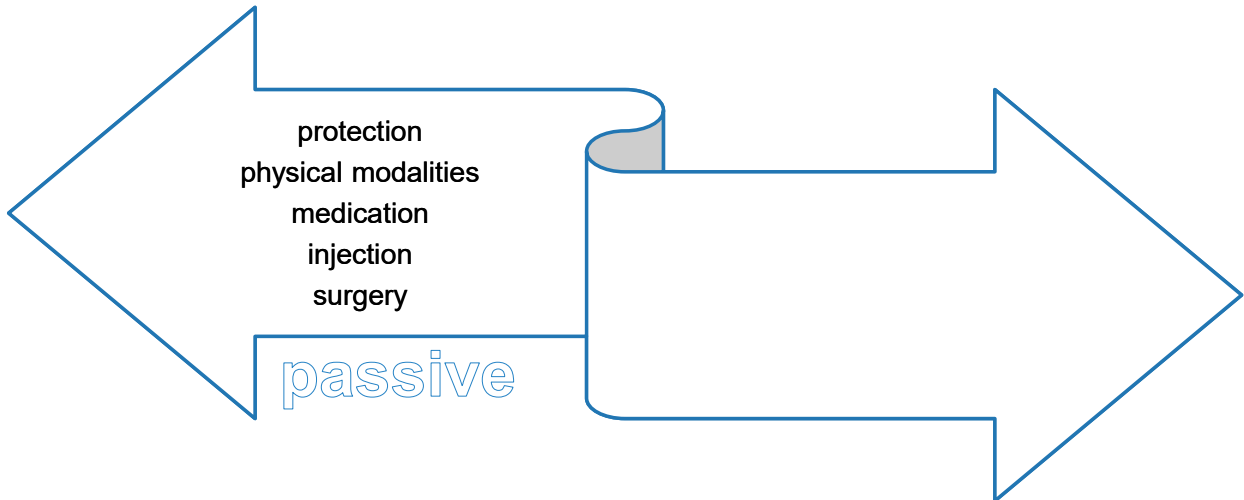 protection
physical modalities
medication
injection
surgery
passive